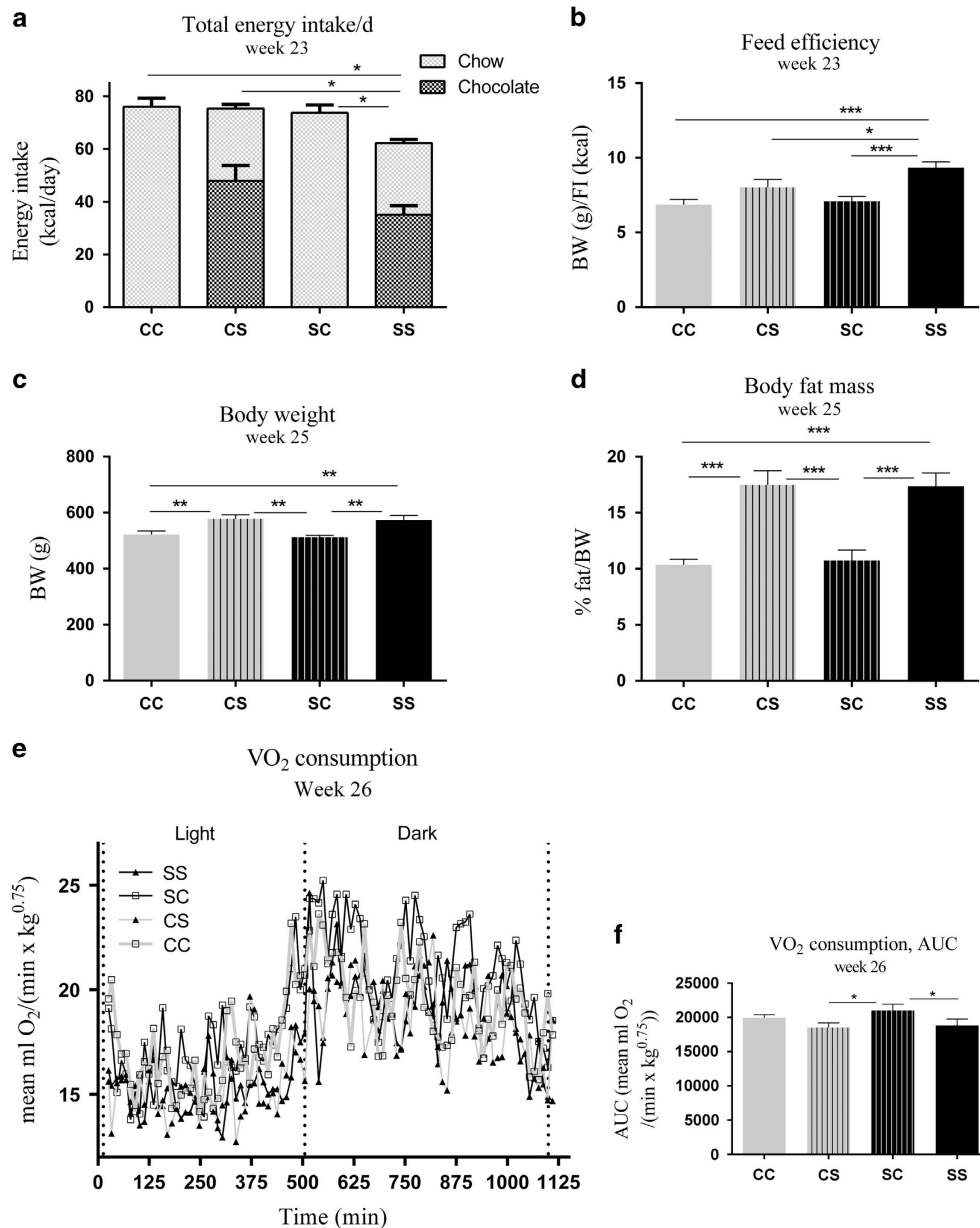 a
Total energy intake/d
week 23
Chow
Chocolate
*
*
*
Energy intake
(kcal/day)
80
60
40
20
0
CC CS SC SS
b
Feed efficiency
week 23
***
*
***
BW (g)/FI (kcal)
15
10
5
0
CC CS SC SS
c
Body weight
week 25
**
** ** **
BW (g)
800
600
400
200
0
CC CS SC SS
d
Body fat mass
week 25
***
*** *** ***
% fat/BW
20
15
10
5
0
CC CS SC SS
e
VO₂ consumption
Week 26
Light Dark
SS
SC
CS
CC
mean ml O₂/(min x kg⁰·⁷⁵)
25
20
15
0 125 250 375 500 625 750 875 1000 1125
Time (min)
f
VO₂ consumption, AUC
week 26
* *
AUC (mean ml O₂
/(min x kg⁰·⁷⁵))
25000
20000
15000
10000
5000
0
CC CS SC SS